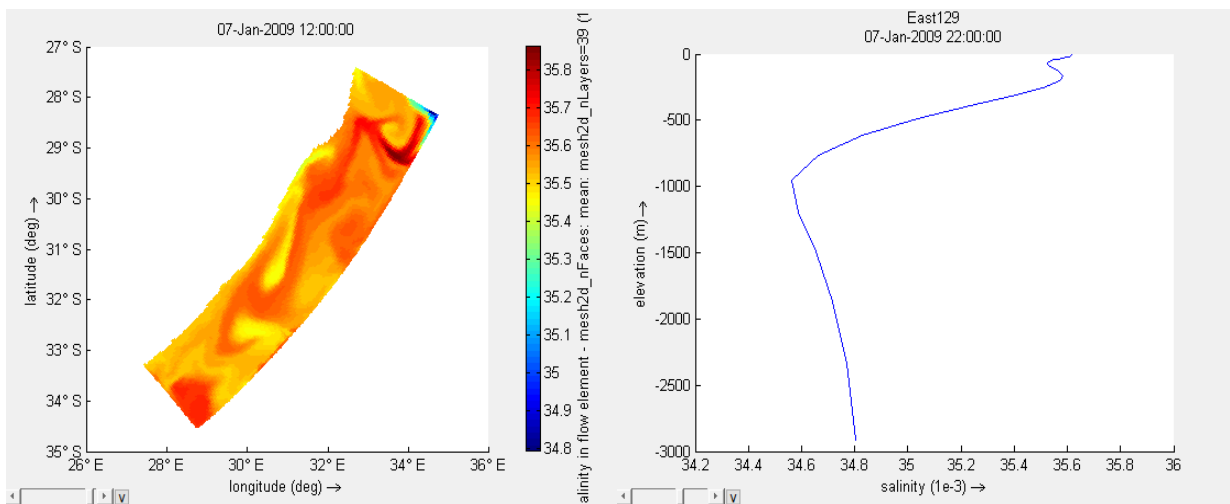 07-Jan-2009 12:00:00
27° S
28° S
29° S
30° S
31° S
32° S
33° S
34° S
35° S
latitude (deg) →
26° E
28° E
30° E
32° E
34° E
36° E
longitude (deg) →
35.8
35.7
35.6
35.5
35.4
35.3
35.2
35.1
35
34.9
34.8
salinity in flow element - mesh2d_nFaces: mean: mesh2d_nLayers=39 (1
v
East129
07-Jan-2009 22:00:00
0
-500
-1000
-1500
-2000
-2500
-3000
elevation (m) →
34.2
34.4
34.6
34.8
35
35.2
35.4
35.6
35.8
36
salinity (1e-3) →
v